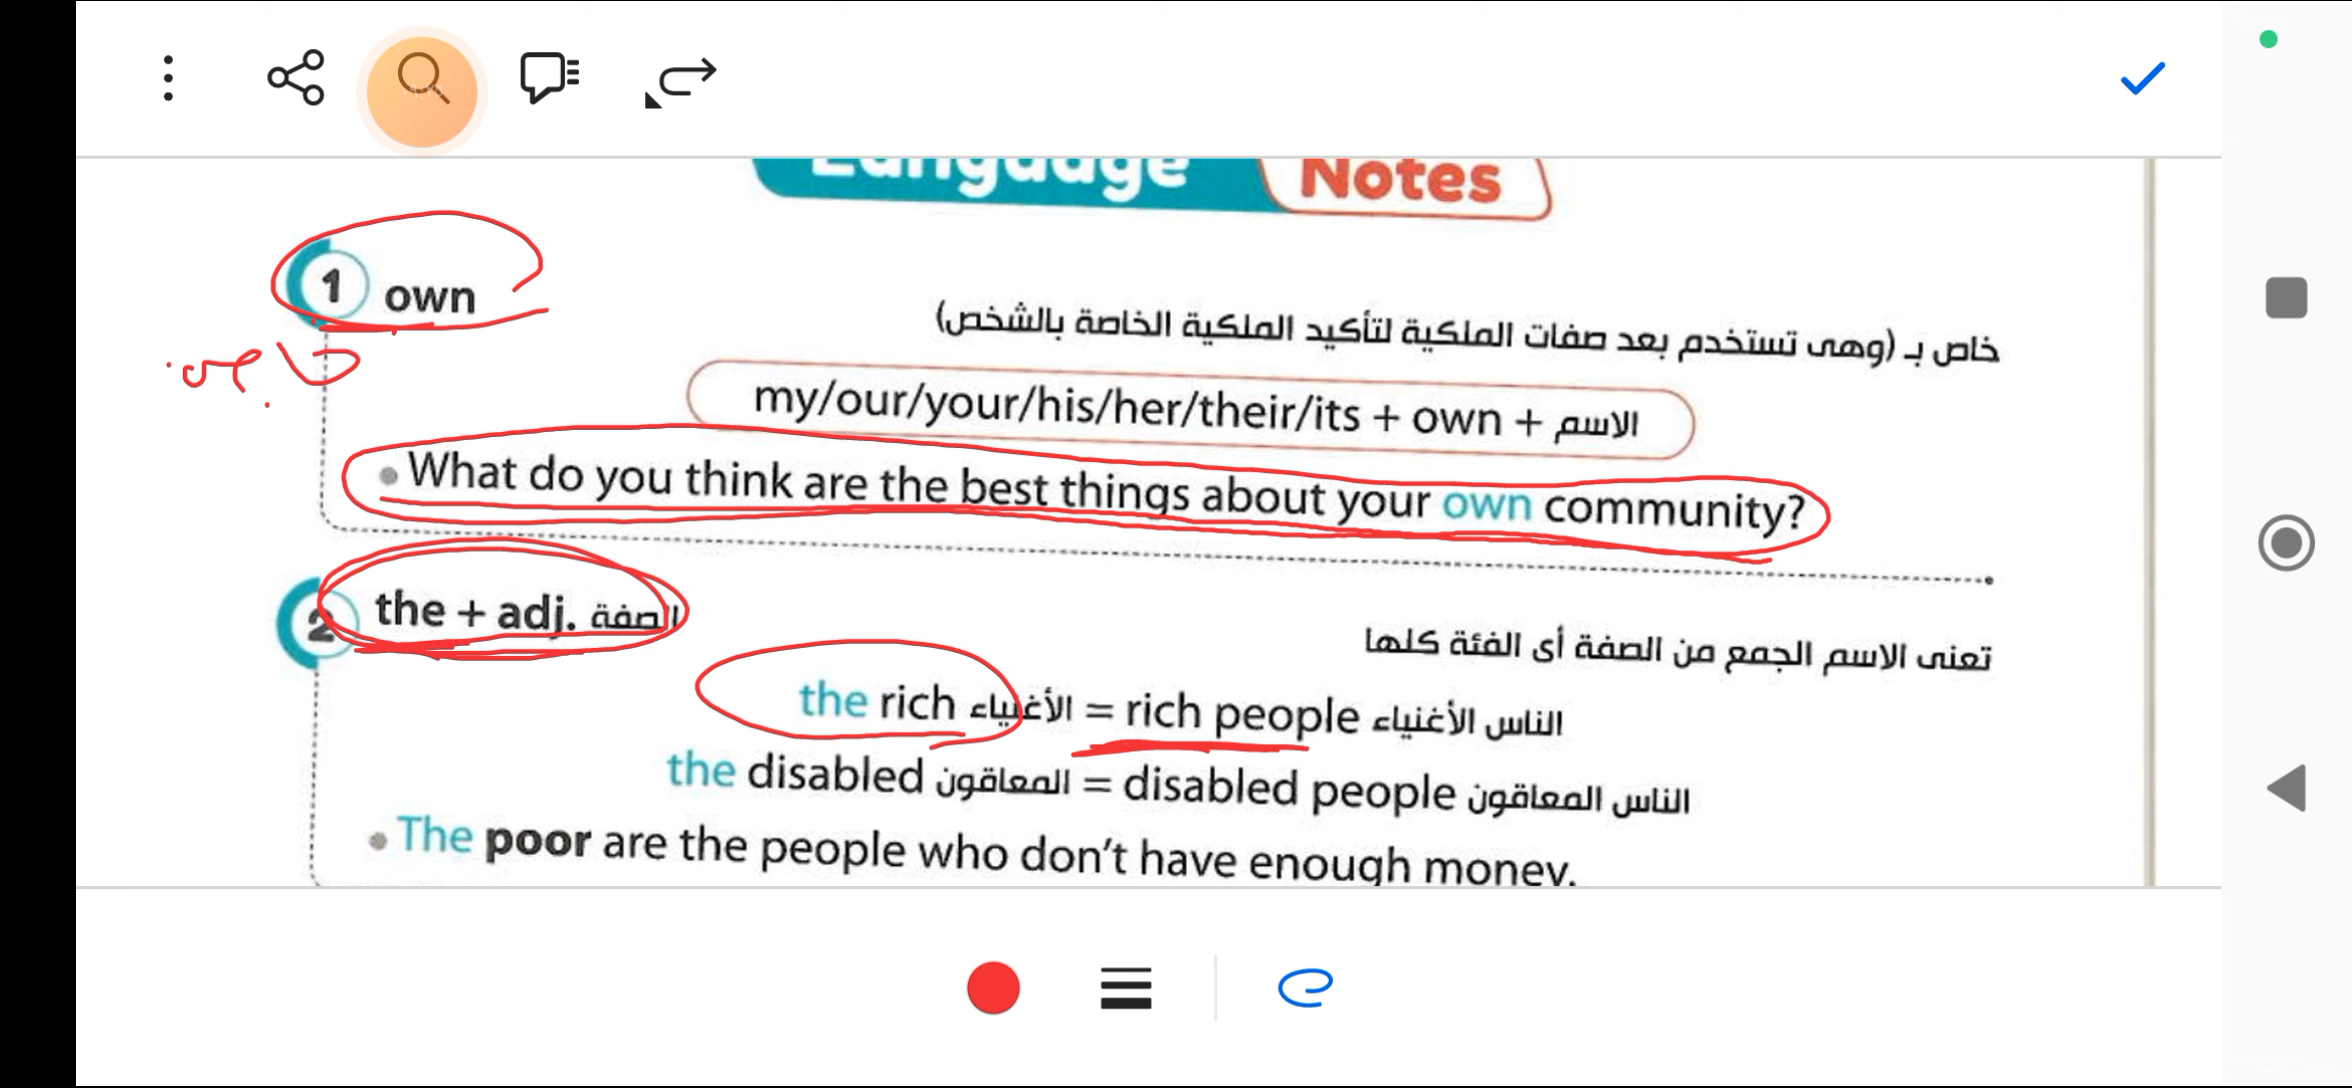 Language Notes
1 own
خاص بـ (وهى تستخدم بعد صفات الملكية لتأكيد الملكية الخاصة بالشخص)
my/our/your/his/her/their/its + own + الاسم
What do you think are the best things about your own community?
2 the + adj. الصفة
تعنى الاسم الجمع من الصفة أى الفئة كلها
the rich الأغنياء = rich people الناس الأغنياء
the disabled المعاقون = disabled people الناس المعاقون
The poor are the people who don't have enough money.